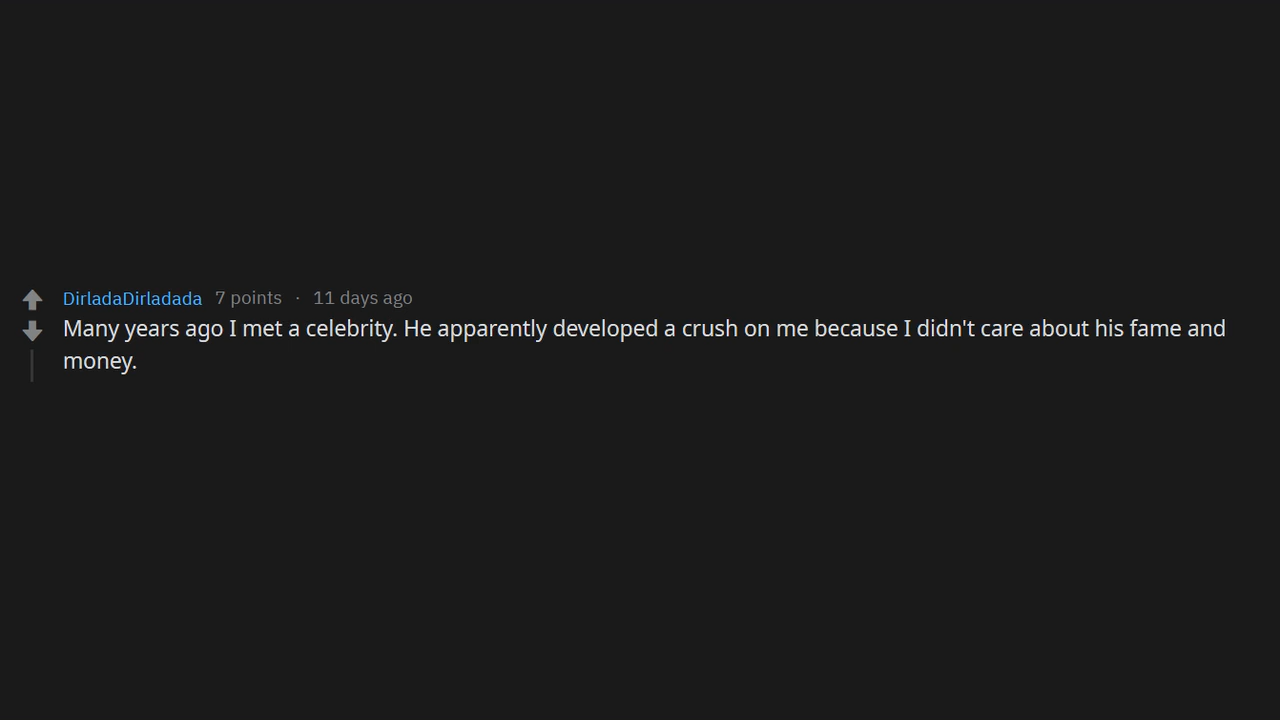 DirladaDirladada 7 points · 11 days ago
Many years ago I met a celebrity. He apparently developed a crush on me because I didn't care about his fame and
money.